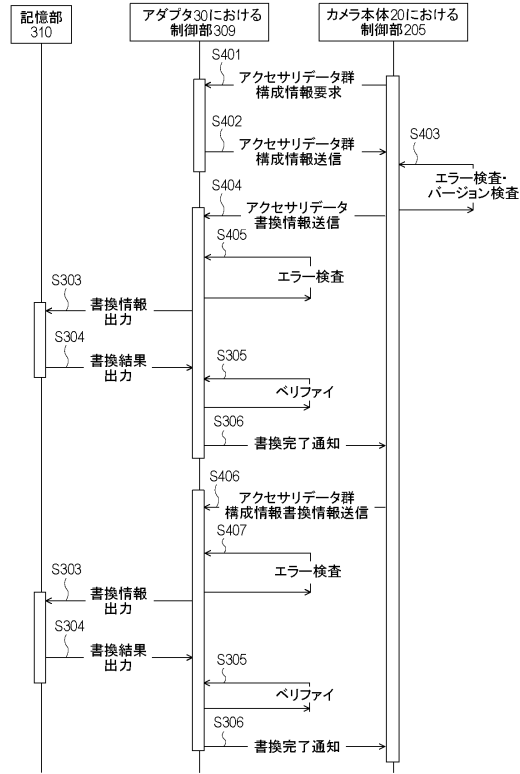 記憶部
310
アダプタ30における
制御部309
カメラ本体20における
制御部205
S401
アクセサリデータ群
構成情報要求
S402
アクセサリデータ群
構成情報送信
S403
エラー検査・
バージョン検査
S404
アクセサリデータ
書換情報送信
S405
エラー検査
S303
書換情報
出力
S304
書換結果
出力
S305
ベリファイ
S306
書換完了通知
S406
アクセサリデータ群
構成情報書換情報送信
S407
エラー検査
S303
書換情報
出力
S304
書換結果
出力
S305
ベリファイ
S306
書換完了通知